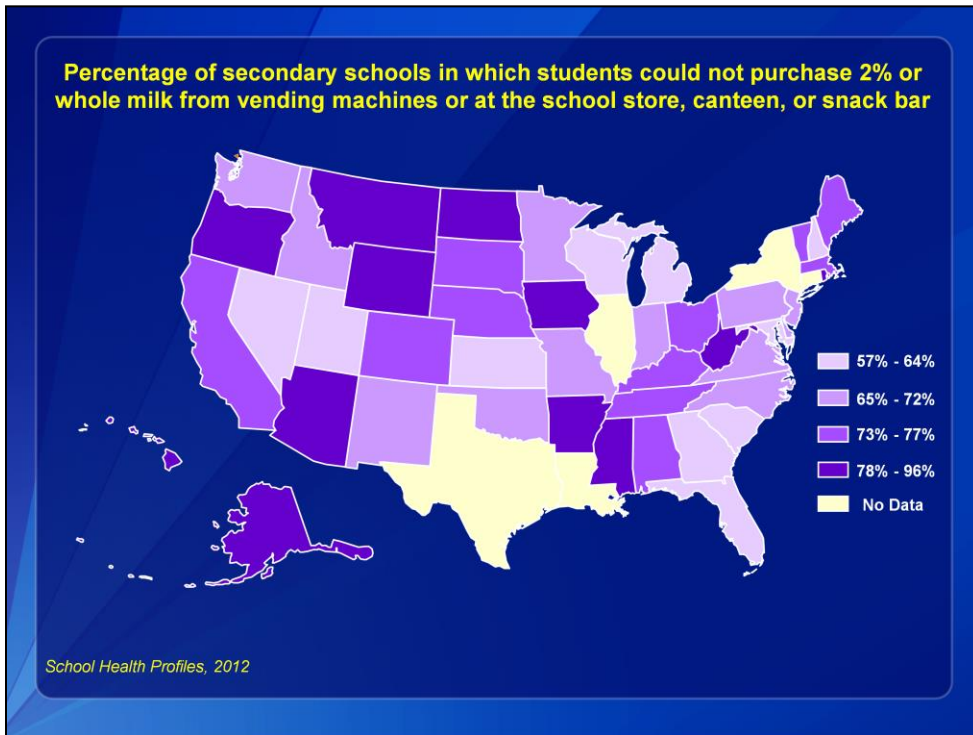 Percentage of secondary schools in which students could not purchase 2% or
whole milk from vending machines or at the school store, canteen, or snack bar
57% - 64%
65% - 72%
73% - 77%
78% - 96%
No Data
School Health Profiles, 2012